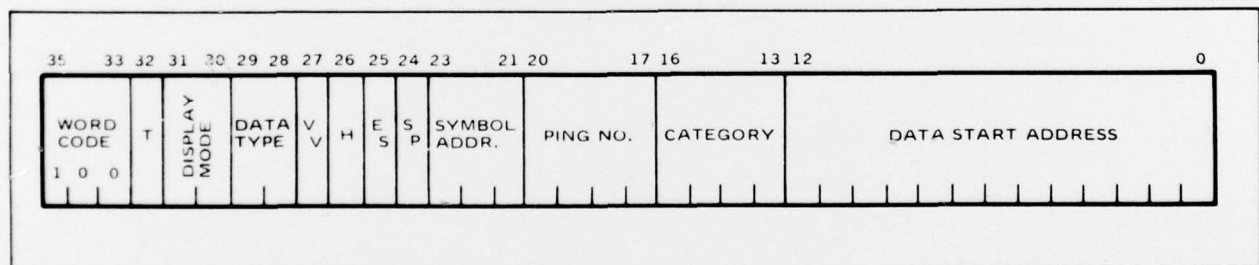 35 33 32 31 30 29 28 27 26 25 24 23 21 20 17 16 13 12 0
WORD CODE
1 0 0
T
DISPLAY MODE
DATA TYPE
V V
H
E S
S P
SYMBOL ADDR.
PING NO.
CATEGORY
DATA START ADDRESS